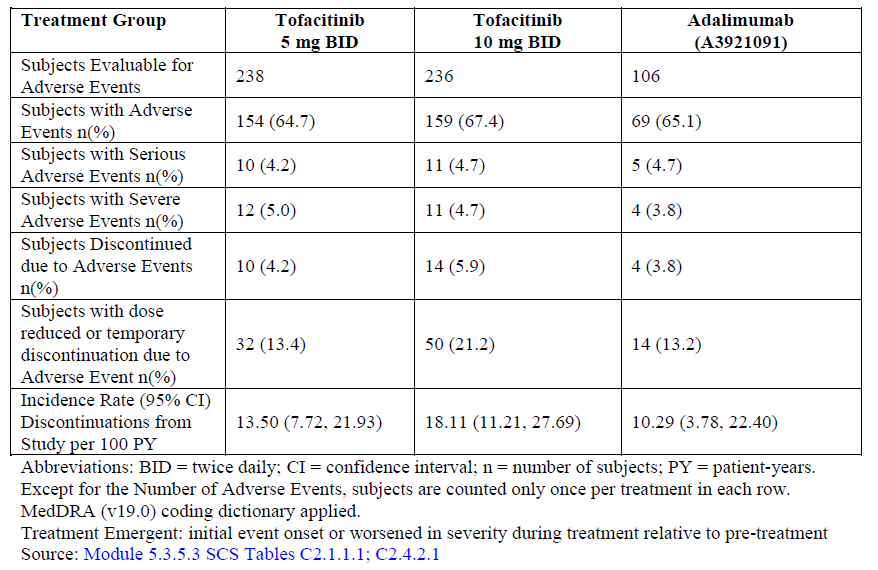 Treatment Group
Tofacitinib
5 mg BID
Tofacitinib
10 mg BID
Adalimumab
(A3921091)
Subjects Evaluable for
Adverse Events
238
236
106
Subjects with Adverse
Events n(%)
154 (64.7)
159 (67.4)
69 (65.1)
Subjects with Serious
Adverse Events n(%)
10 (4.2)
11 (4.7)
5 (4.7)
Subjects with Severe
Adverse Events n(%)
12 (5.0)
11 (4.7)
4 (3.8)
Subjects Discontinued
due to Adverse Events
n(%)
10 (4.2)
14 (5.9)
4 (3.8)
Subjects with dose
reduced or temporary
discontinuation due to
Adverse Event n(%)
32 (13.4)
50 (21.2)
14 (13.2)
Incidence Rate (95% CI)
Discontinuations from
Study per 100 PY
13.50 (7.72, 21.93)
18.11 (11.21, 27.69)
10.29 (3.78, 22.40)
Abbreviations: BID = twice daily; CI = confidence interval; n = number of subjects; PY = patient-years.
Except for the Number of Adverse Events, subjects are counted only once per treatment in each row.
MedDRA (v19.0) coding dictionary applied.
Treatment Emergent: initial event onset or worsened in severity during treatment relative to pre-treatment
Source: Module 5.3.5.3 SCS Tables C2.1.1.1; C2.4.2.1